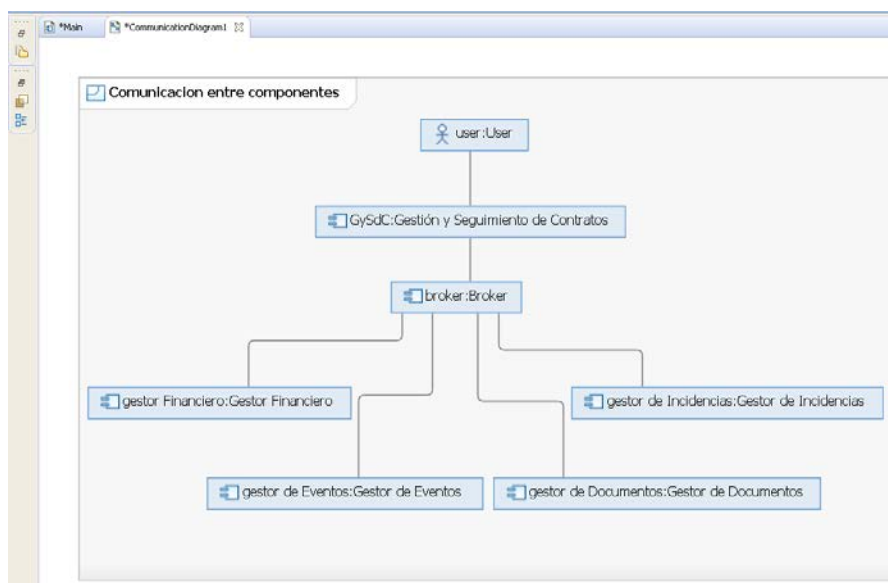 *Main
*CommunicationDiagram1
Comunicacion entre componentes
user:User
GySdC:Gestión y Seguimiento de Contratos
broker:Broker
gestor Financiero:Gestor Financiero
gestor de Incidencias:Gestor de Incidencias
gestor de Eventos:Gestor de Eventos
gestor de Documentos:Gestor de Documentos